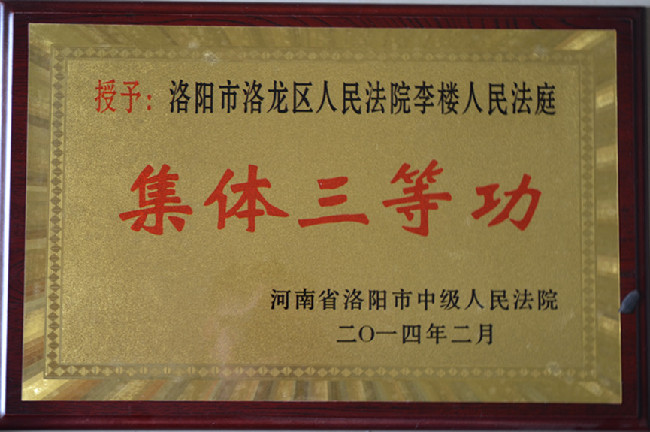 授予：洛阳市洛龙区人民法院李楼人民法庭
集体三等功
河南省洛阳市中级人民法院
二〇一四年二月